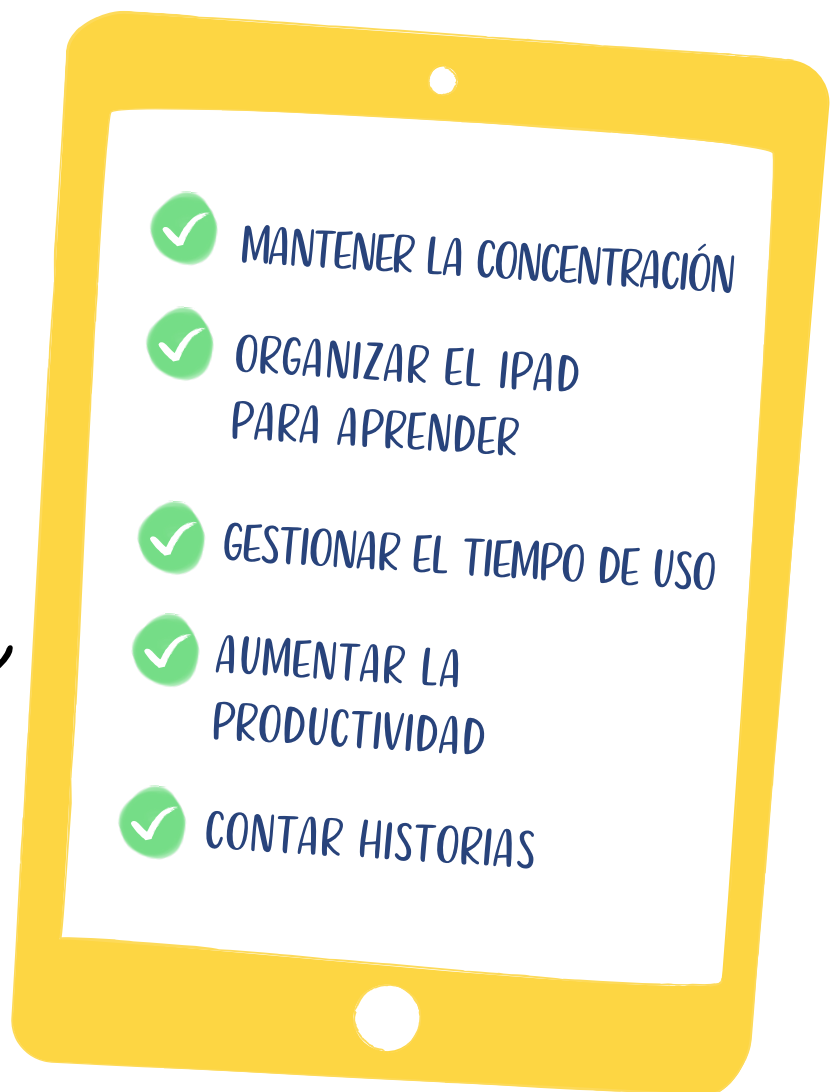 MANTENER LA CONCENTRACIÓN
ORGANIZAR EL IPAD
PARA APRENDER
GESTIONAR EL TIEMPO DE USO
AUMENTAR LA
PRODUCTIVIDAD
CONTAR HISTORIAS